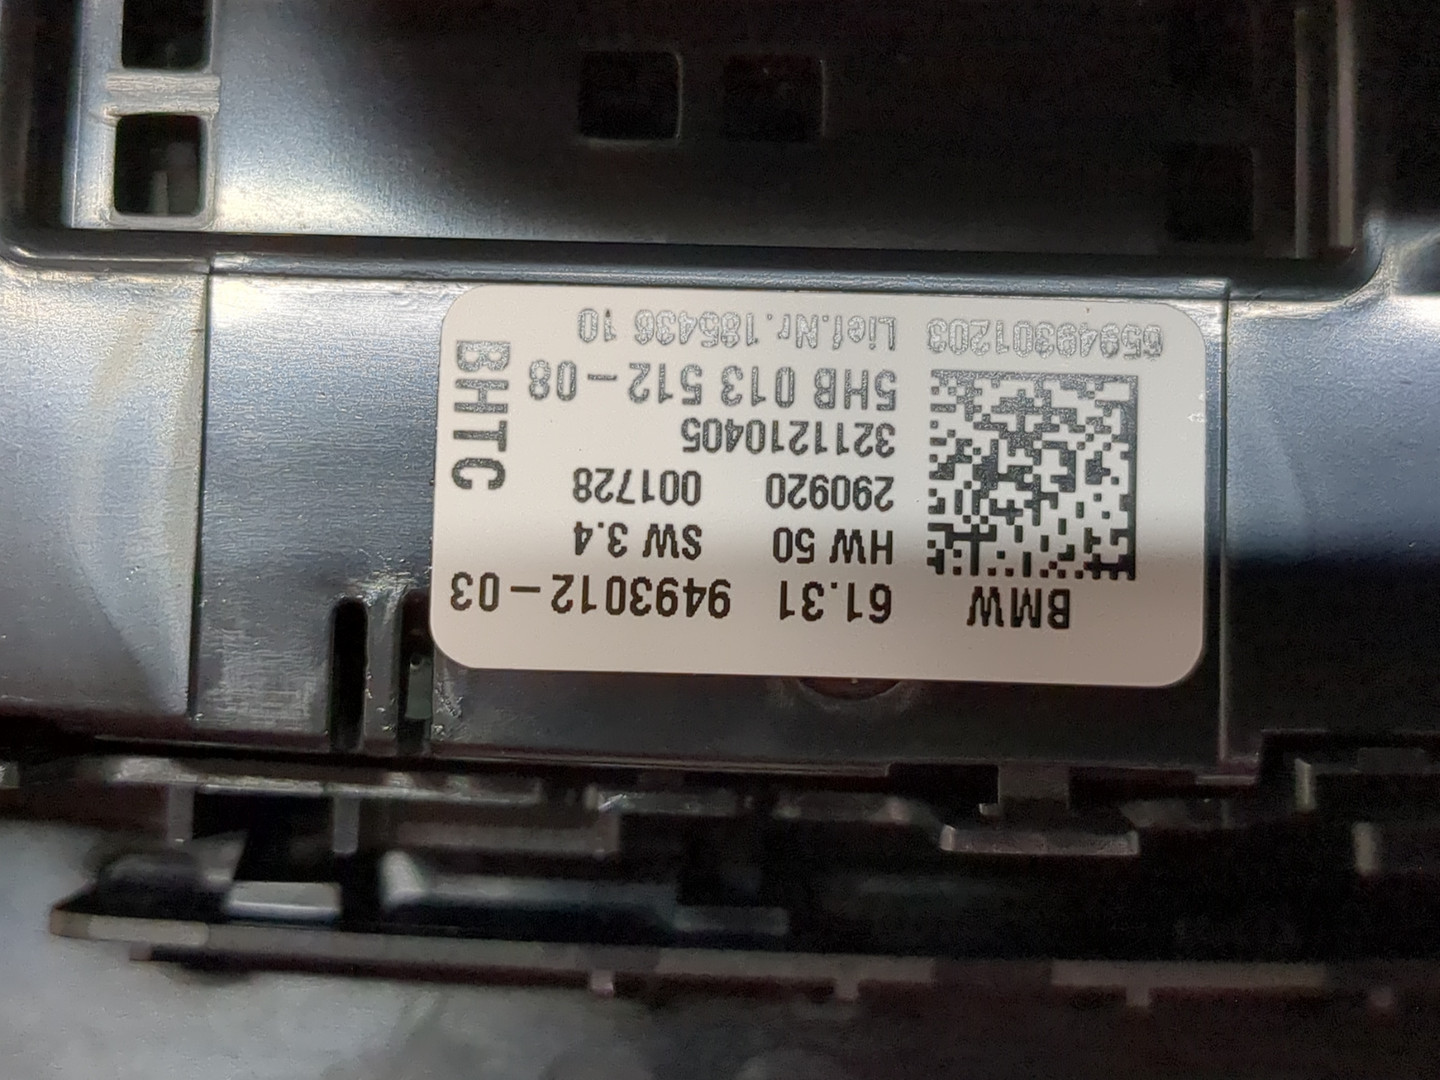 BMW 61.31 9493012-03
HW 50 SW 3.4
290920 001728
3211210405
5HB 013 512-08
65949301203 Lief.Nr.185436 10
BHTC